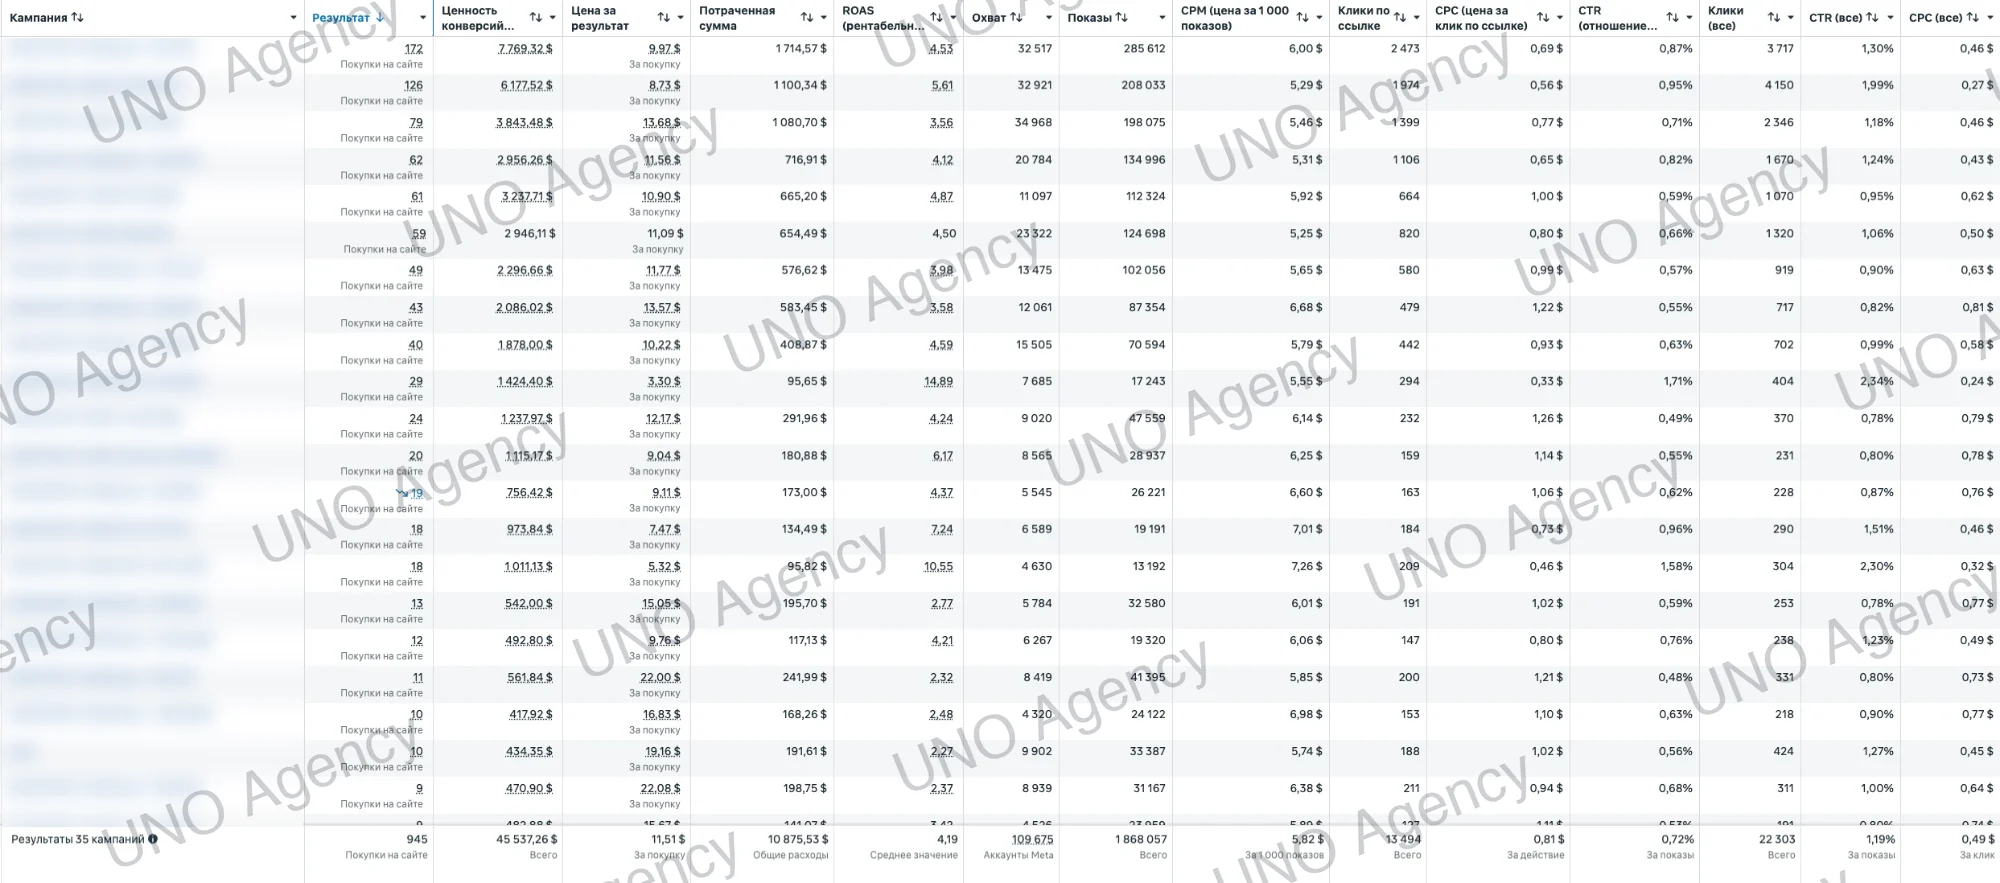 Кампания Результат Ценность конверсий... Цена за результат Потраченная сумма ROAS (рентабельн... Охват Показы CPM (цена за 1 000 показов) Клики по ссылке CPC (цена за клик по ссылке) CTR (отношение... Клики (все) CTR (все) CPC (все)
172 7 769,32 $ 9,97 $ 1 714,57 $ 4,53 32 517 285 612 6,00 $ 2 473 0,69 $ 0,87% 3 717 1,30% 0,46 $
Покупки на сайте За покупку
126 6 177,52 $ 8,73 $ 1 100,34 $ 5,61 32 921 208 033 5,29 $ 1 974 0,56 $ 0,95% 4 150 1,99% 0,27 $
Покупки на сайте За покупку
79 3 843,48 $ 13,68 $ 1 080,70 $ 3,56 34 968 198 075 5,46 $ 1 399 0,77 $ 0,71% 2 346 1,18% 0,46 $
Покупки на сайте За покупку
62 2 956,26 $ 11,56 $ 716,91 $ 4,12 20 784 134 996 5,31 $ 1 106 0,65 $ 0,82% 1 670 1,24% 0,43 $
Покупки на сайте За покупку
61 3 237,71 $ 10,90 $ 665,20 $ 4,87 11 097 112 324 5,92 $ 664 1,00 $ 0,59% 1 070 0,95% 0,62 $
Покупки на сайте За покупку
59 2 946,11 $ 11,09 $ 654,49 $ 4,50 23 322 124 698 5,25 $ 820 0,80 $ 0,66% 1 320 1,06% 0,50 $
Покупки на сайте За покупку
49 2 296,66 $ 11,77 $ 576,62 $ 3,98 13 475 102 056 5,65 $ 580 0,99 $ 0,57% 919 0,90% 0,63 $
Покупки на сайте За покупку
43 2 086,02 $ 13,57 $ 583,45 $ 3,58 12 061 87 354 6,68 $ 479 1,22 $ 0,55% 717 0,82% 0,81 $
Покупки на сайте За покупку
40 1 878,00 $ 10,22 $ 408,87 $ 4,59 15 505 70 594 5,79 $ 442 0,93 $ 0,63% 702 0,99% 0,58 $
Покупки на сайте За покупку
29 1 424,40 $ 3,30 $ 95,65 $ 14,89 7 685 17 243 5,55 $ 294 0,33 $ 1,71% 404 2,34% 0,24 $
Покупки на сайте За покупку
24 1 237,97 $ 12,17 $ 291,96 $ 4,24 9 020 47 559 6,14 $ 232 1,26 $ 0,49% 370 0,78% 0,79 $
Покупки на сайте За покупку
20 1 115,17 $ 9,04 $ 180,88 $ 6,17 8 565 28 937 6,25 $ 159 1,14 $ 0,55% 231 0,80% 0,78 $
Покупки на сайте За покупку
19 756,42 $ 9,11 $ 173,00 $ 4,37 5 545 26 221 6,60 $ 163 1,06 $ 0,62% 228 0,87% 0,76 $
Покупки на сайте За покупку
18 973,84 $ 7,47 $ 134,49 $ 7,24 6 589 19 191 7,01 $ 184 0,73 $ 0,96% 290 1,51% 0,46 $
Покупки на сайте За покупку
18 1 011,13 $ 5,32 $ 95,82 $ 10,55 4 630 13 192 7,26 $ 209 0,46 $ 1,58% 304 2,30% 0,32 $
Покупки на сайте За покупку
13 542,00 $ 15,05 $ 195,70 $ 2,77 5 784 32 580 6,01 $ 191 1,02 $ 0,59% 253 0,78% 0,77 $
Покупки на сайте За покупку
12 492,80 $ 9,76 $ 117,13 $ 4,21 6 267 19 320 6,06 $ 147 0,80 $ 0,76% 238 1,23% 0,49 $
Покупки на сайте За покупку
11 561,84 $ 22,00 $ 241,99 $ 2,32 8 419 41 395 5,85 $ 200 1,21 $ 0,48% 331 0,80% 0,73 $
Покупки на сайте За покупку
10 417,92 $ 16,83 $ 168,26 $ 2,48 4 320 24 122 6,98 $ 153 1,10 $ 0,63% 218 0,90% 0,77 $
Покупки на сайте За покупку
10 434,35 $ 19,16 $ 191,61 $ 2,27 9 902 33 387 5,74 $ 188 1,02 $ 0,56% 424 1,27% 0,45 $
Покупки на сайте За покупку
9 470,90 $ 22,08 $ 198,75 $ 2,37 8 939 31 167 6,38 $ 211 0,94 $ 0,68% 311 1,00% 0,64 $
Покупки на сайте За покупку
Результаты 35 кампаний 945 45 537,26 $ 11,51 $ 10 875,53 $ 4,19 109 675 1 868 057 5,82 $ 13 494 0,81 $ 0,72% 22 303 1,19% 0,49 $
Покупки на сайте Всего За покупку Общие расходы Среднее значение Аккаунты Meta Всего За 1 000 показов Всего За действие За показы Всего За показы За клик
UNO Agency